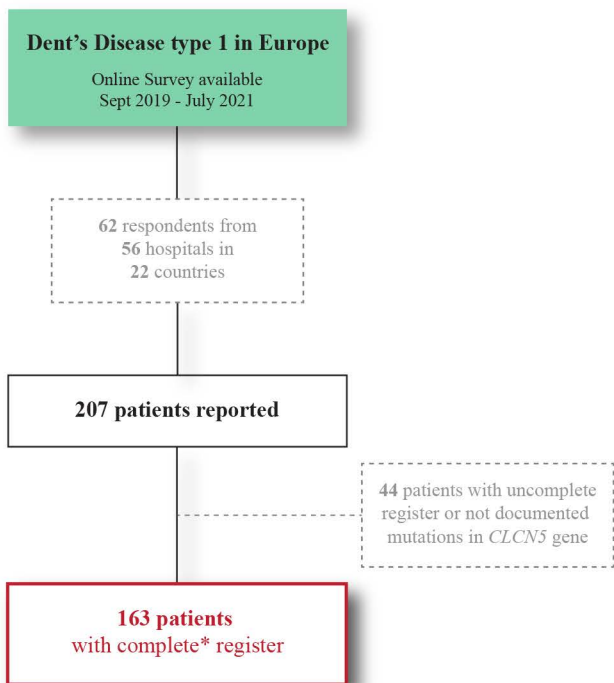 Dent’s Disease type 1 in Europe
Online Survey available
Sept 2019 - July 2021
62 respondents from
56 hospitals in
22 countries
207 patients reported
44 patients with uncomplete
register or not documented
mutations in CLCN5 gene
163 patients
with complete* register